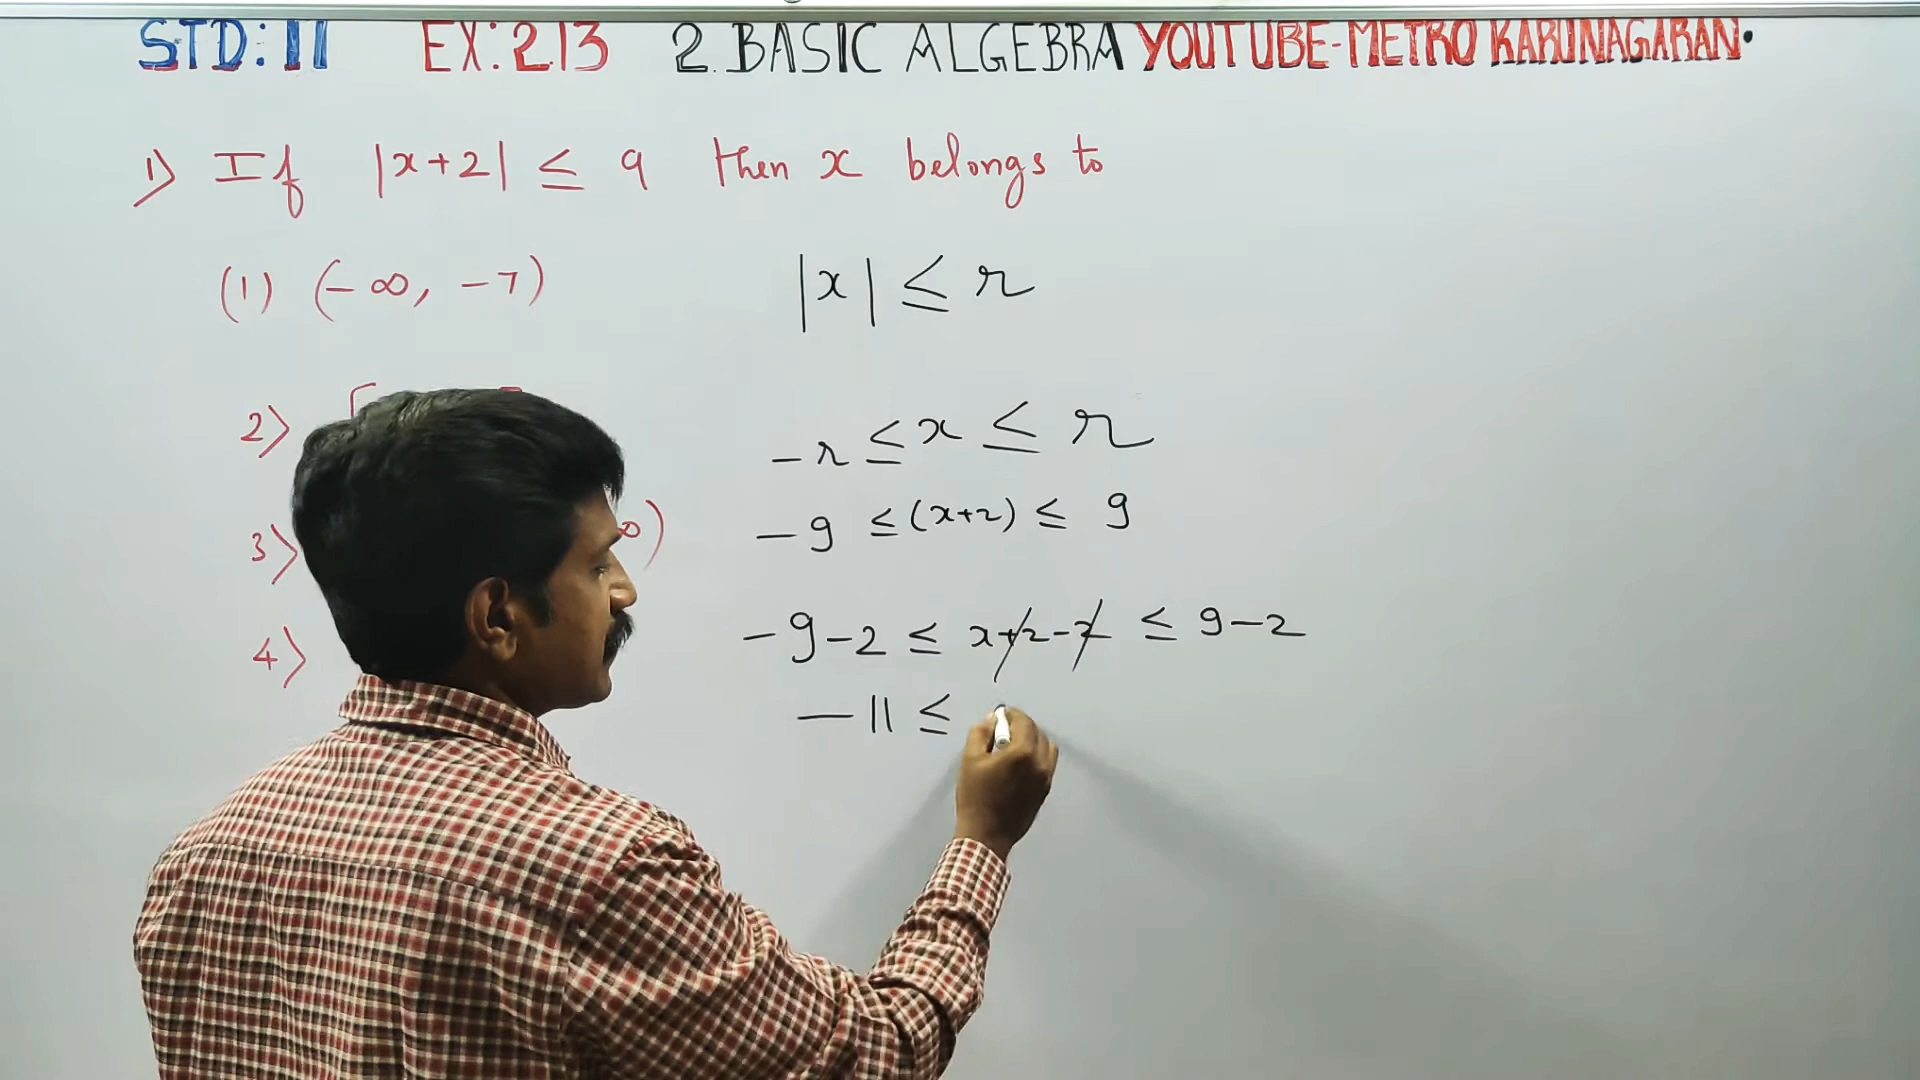 STD: 11 EX: 2.13 2. BASIC ALGEBRA YOUTUBE-METRO KARUNAGARAN.
1) If |x+2| ≤ 9 then x belongs to
(1) (-∞, -7)
2) [
3) ∞)
4)
|x| ≤ r
-r ≤ x ≤ r
-9 ≤ (x+2) ≤ 9
-9-2 ≤ x+2-2 ≤ 9-2
-11 ≤